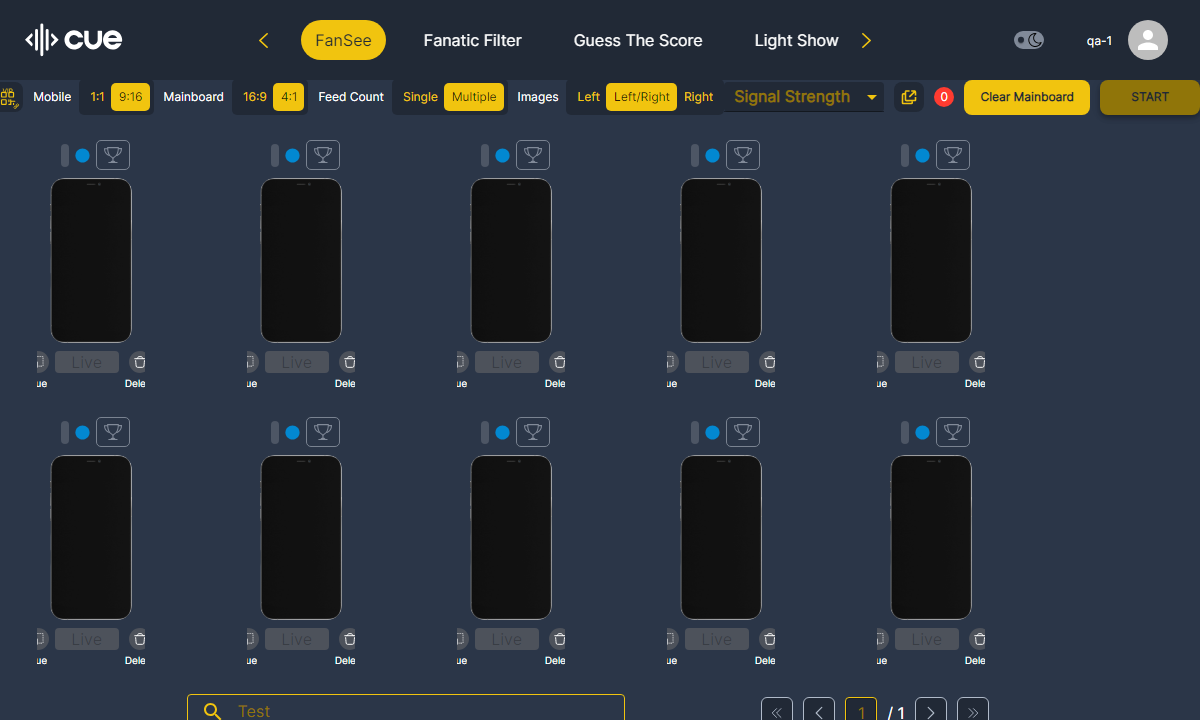 cue FanSee Fanatic Filter Guess The Score Light Show qa-1
Mobile 1:1 9:16 Mainboard 16:9 4:1 Feed Count Single Multiple Images Left Left/Right Right Signal Strength 0 Clear Mainboard START
Live Live Live Live Live
ue Dele ue Dele ue Dele ue Dele ue Dele
Live Live Live Live Live
ue Dele ue Dele ue Dele ue Dele ue Dele
Test 1 / 1